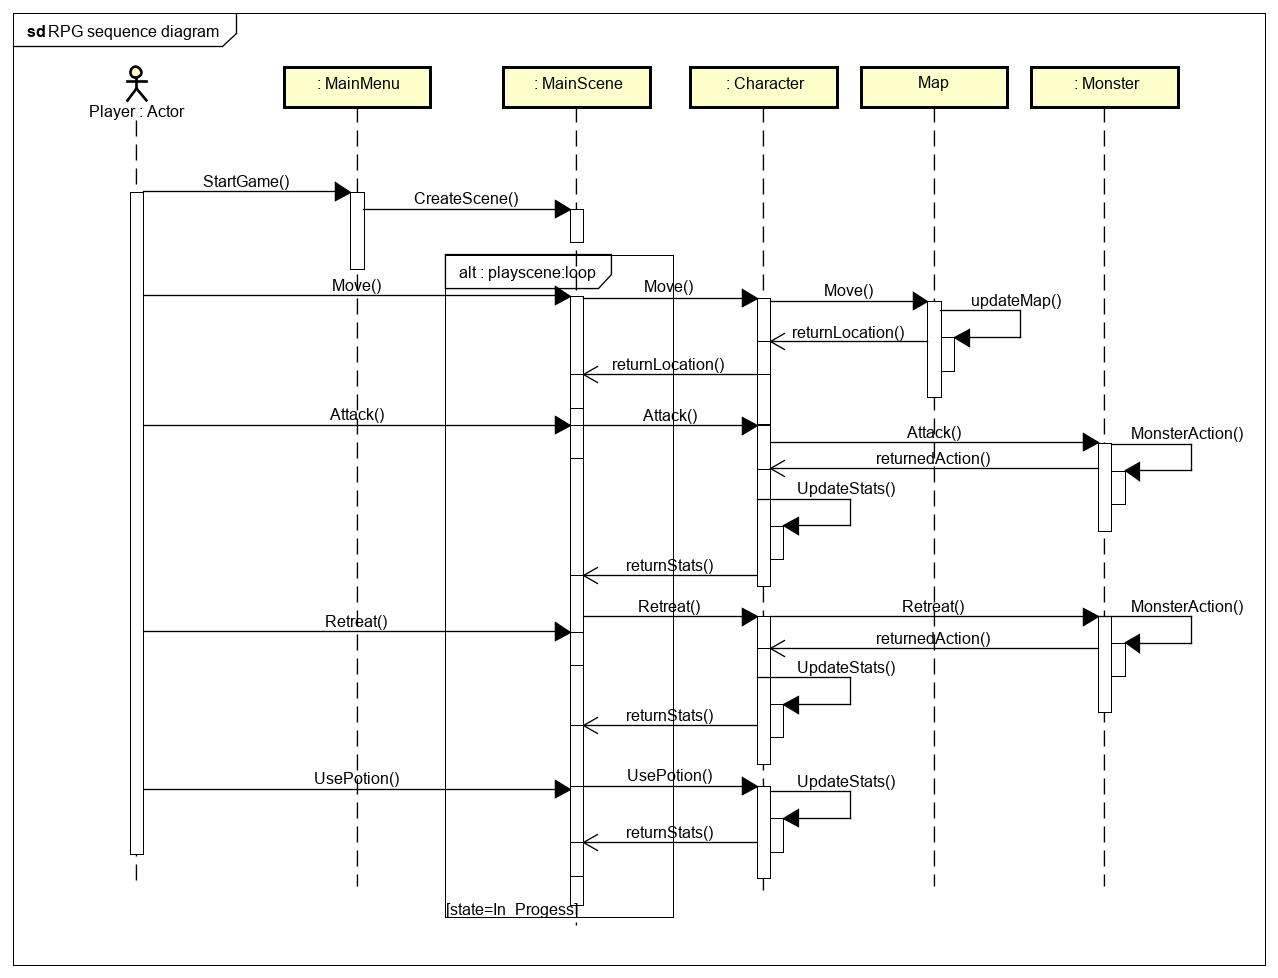 sd RPG sequence diagram
Player : Actor
: MainMenu
: MainScene
: Character
Map
: Monster
StartGame()
CreateScene()
alt : playscene:loop
Move()
Move()
Move()
updateMap()
returnLocation()
returnLocation()
Attack()
Attack()
Attack()
MonsterAction()
returnedAction()
UpdateStats()
returnStats()
Retreat()
Retreat()
MonsterAction()
Retreat()
returnedAction()
UpdateStats()
returnStats()
UsePotion()
UsePotion()
UpdateStats()
returnStats()
[state=In_Progess]